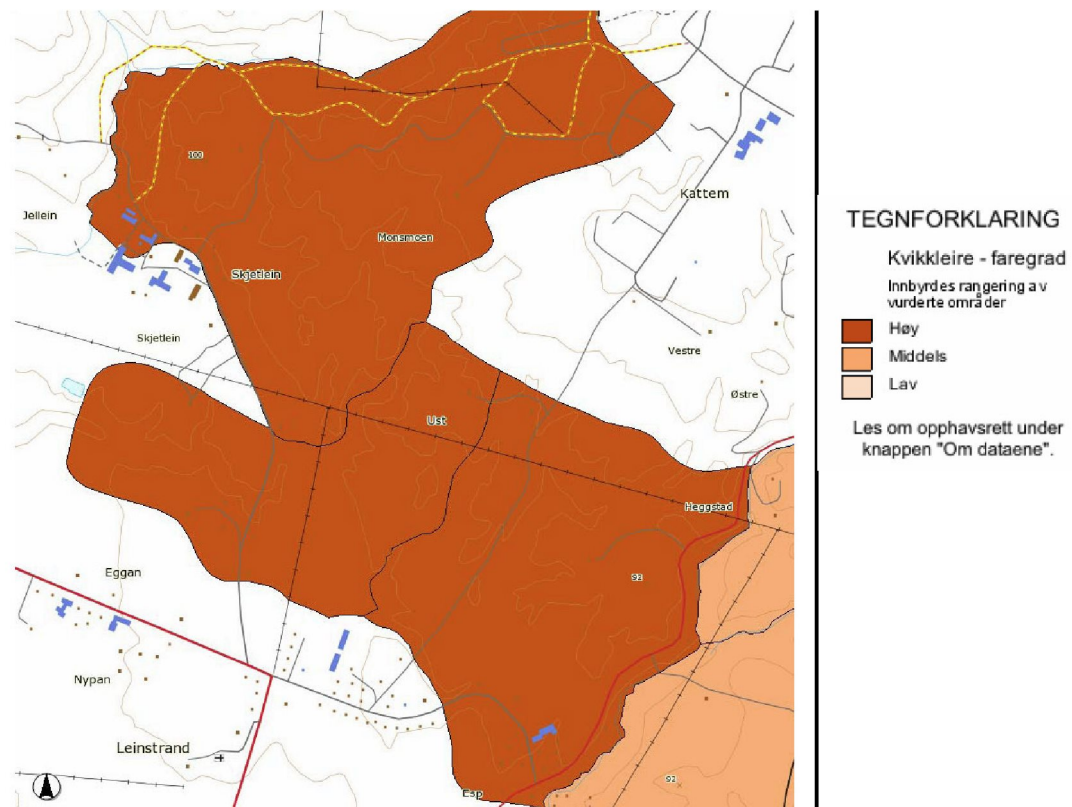 100
Kattem
Jellein
Monsmoen
Skjetlein
Skjetlein
Vestre
Østre
Ust
Heggstad
Eggan
92
Nypan
Leinstrand
92
Esp
TEGNFORKLARING
Kvikkleire - faregrad
Innbyrdes rangering av
vurderte områder
Høy
Middels
Lav
Les om opphavsrett under
knappen "Om dataene".